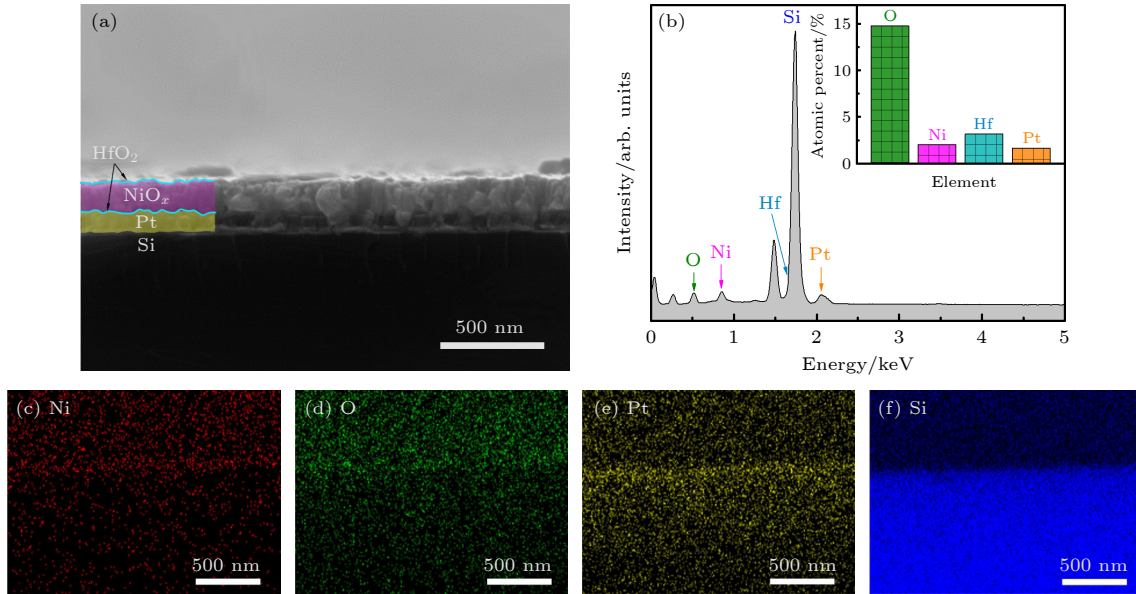 (a)
HfO₂
NiOₓ
Pt
Si
500 nm
(b)
Intensity/arb. units
Energy/keV
0 1 2 3 4 5
O
Ni
Hf
Si
Pt
Atomic percent/%
15
10
5
0
O
Ni
Hf
Pt
Element
(c) Ni
500 nm
(d) O
500 nm
(e) Pt
500 nm
(f) Si
500 nm